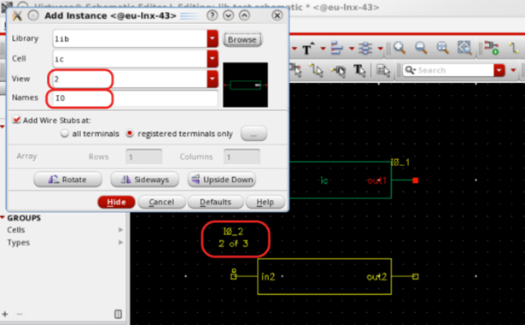 Virtuoso® Schematic Editor L Editing: lib test schematic * <@eu-lnx-43>
Add Instance <@eu-lnx-43>
Library lib Browse
Cell ic
View 2
Names I0
Add Wire Stubs at:
all terminals registered terminals only ...
Array Rows 1 Columns 1
Rotate Sideways Upside Down
Hide Cancel Defaults Help
Search
I0_1
ic out1
I0_2
2 of 3
in2 out2
GROUPS
Cells
Types